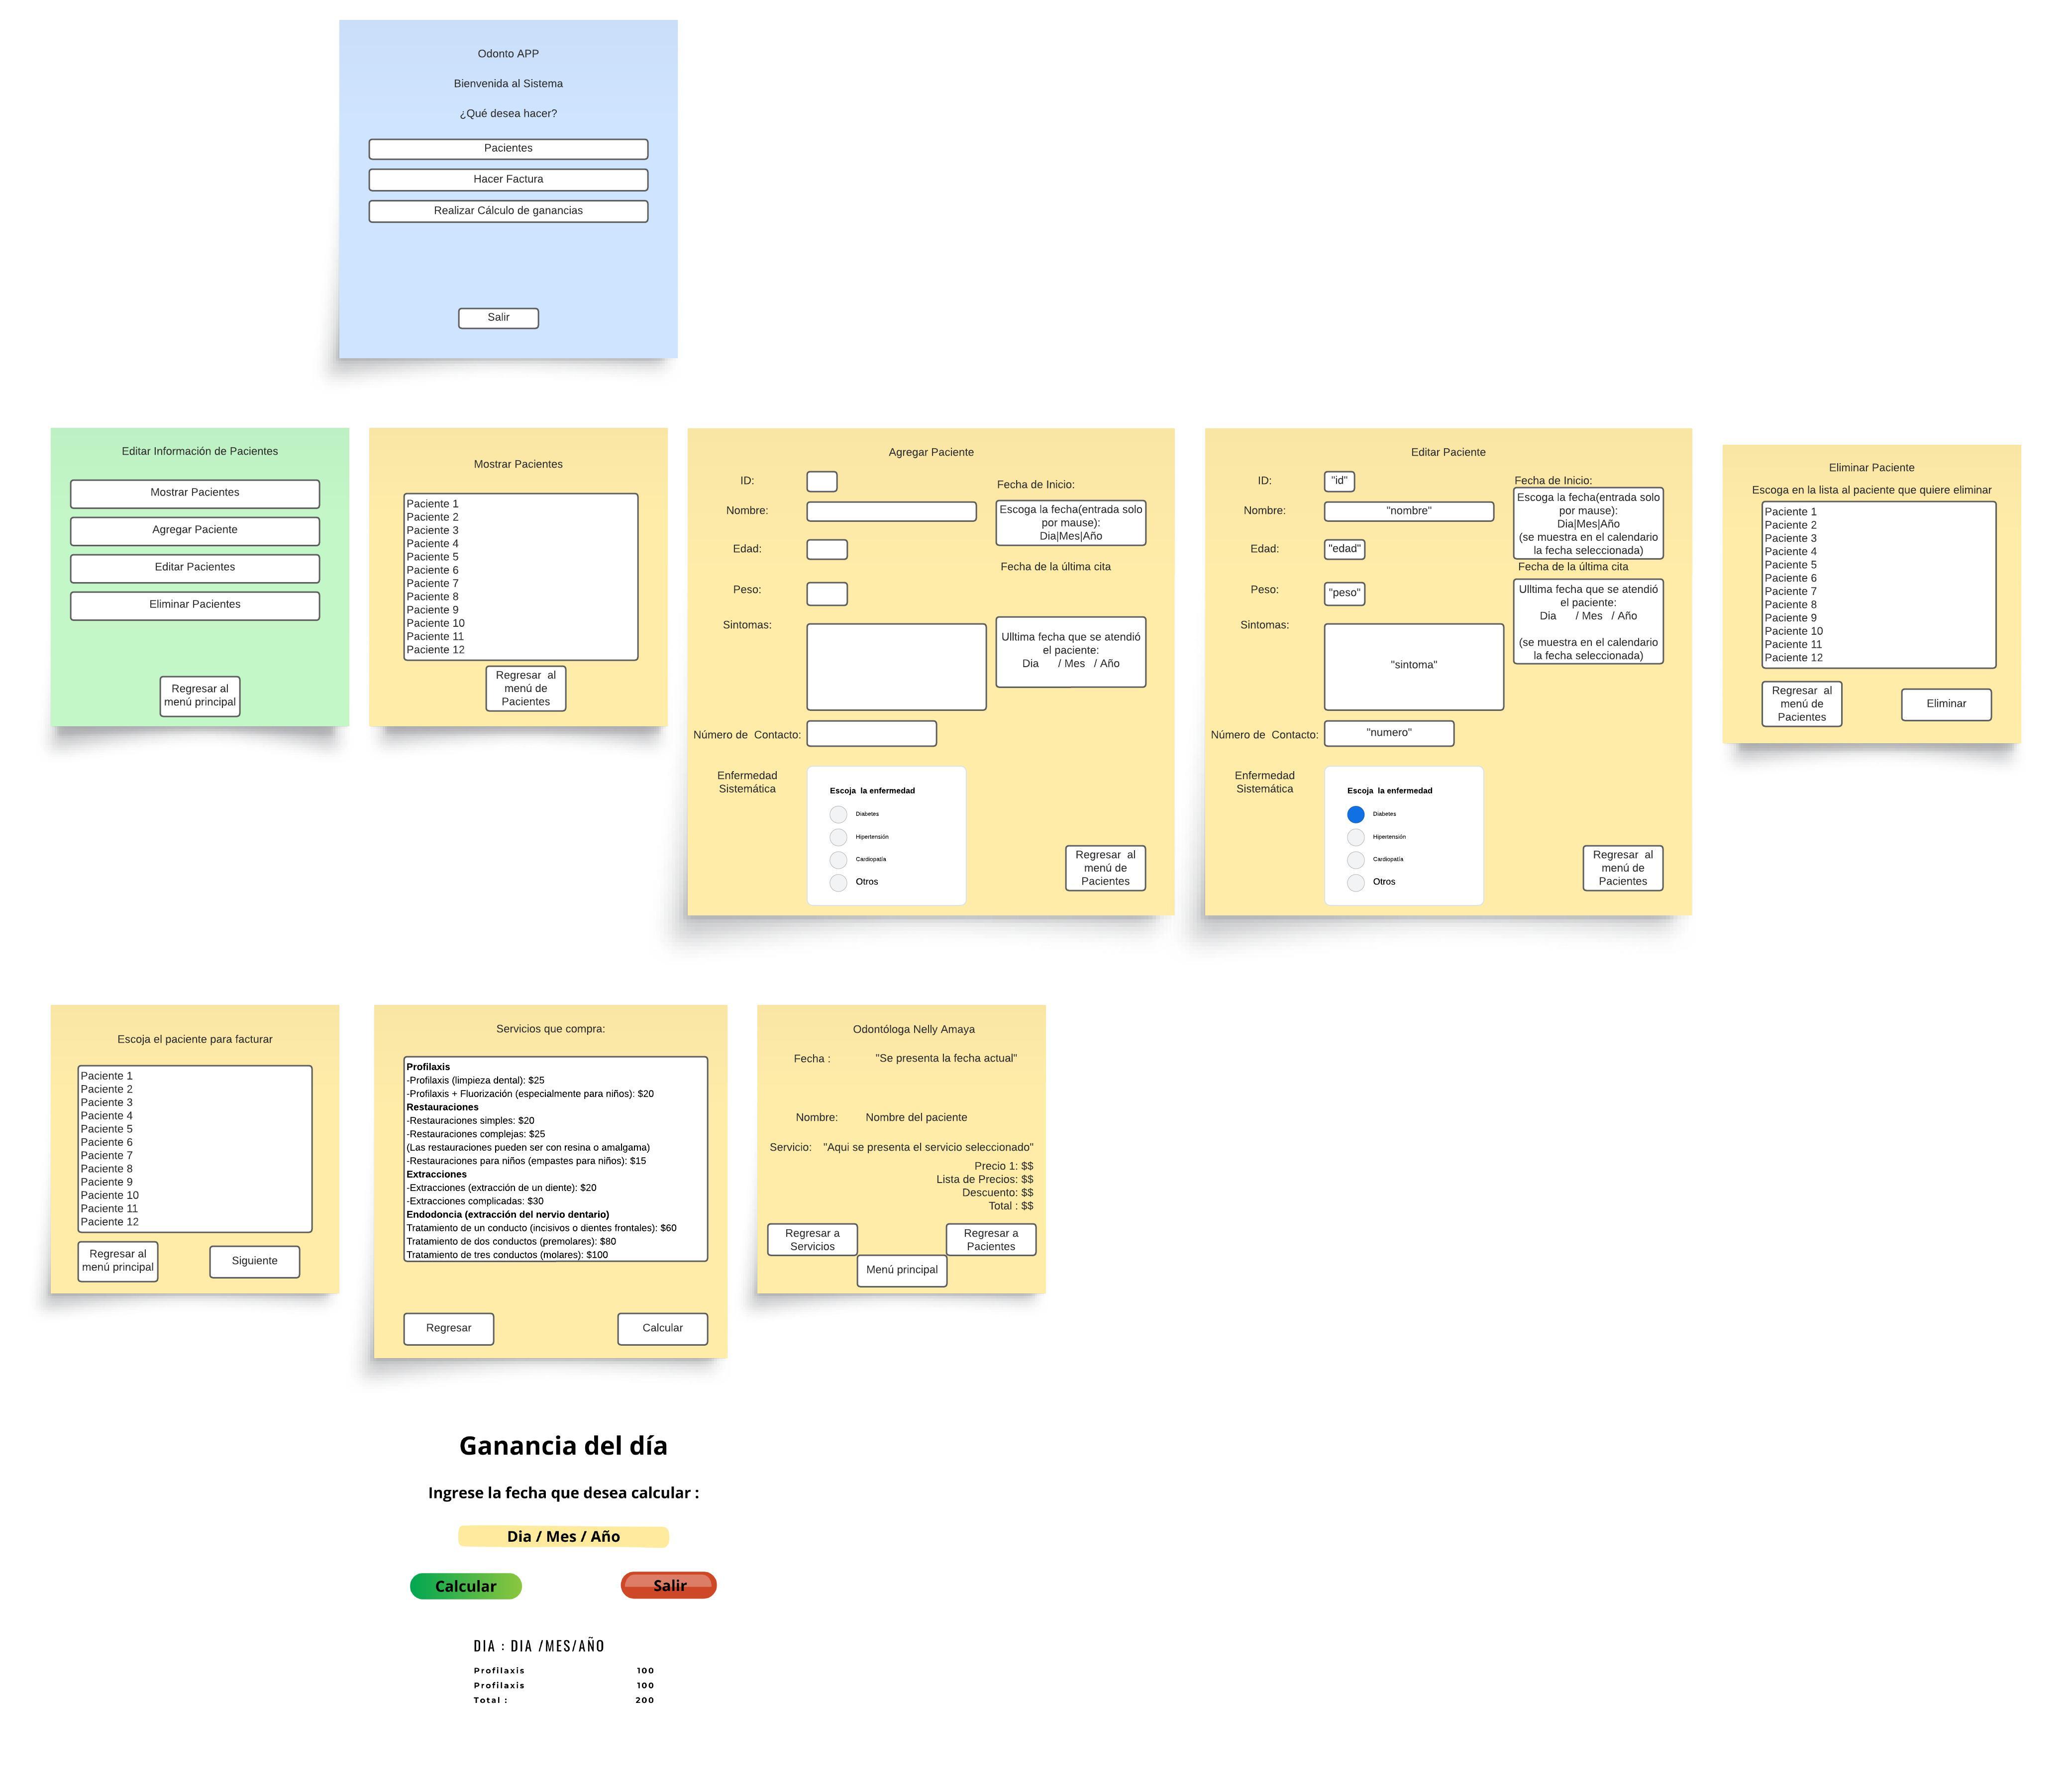 Odonto APP
Bienvenida al Sistema
¿Qué desea hacer?
Pacientes
Hacer Factura
Realizar Cálculo de ganancias
Salir
Editar Información de Pacientes
Mostrar Pacientes
Agregar Paciente
Editar Pacientes
Eliminar Pacientes
Regresar al
menú principal
Mostrar Pacientes
Paciente 1
Paciente 2
Paciente 3
Paciente 4
Paciente 5
Paciente 6
Paciente 7
Paciente 8
Paciente 9
Paciente 10
Paciente 11
Paciente 12
Regresar al
menú de
Pacientes
Agregar Paciente
ID:
Nombre:
Edad:
Peso:
Sintomas:
Número de Contacto:
Enfermedad
Sistemática
Escoja la enfermedad
Diabetes
Hipertensión
Cardiopatía
Otros
Fecha de Inicio:
Escoga la fecha(entrada solo
por mause):
Dia|Mes|Año
Fecha de la última cita
Ulltima fecha que se atendió
el paciente:
Dia / Mes / Año
Regresar al
menú de
Pacientes
Editar Paciente
ID:
"id"
Nombre:
"nombre"
Edad:
"edad"
Peso:
"peso"
Sintomas:
"sintoma"
Número de Contacto:
"numero"
Enfermedad
Sistemática
Escoja la enfermedad
Diabetes
Hipertensión
Cardiopatía
Otros
Fecha de Inicio:
Escoga la fecha(entrada solo
por mause):
Dia|Mes|Año
(se muestra en el calendario
la fecha seleccionada)
Fecha de la última cita
Ulltima fecha que se atendió
el paciente:
Dia / Mes / Año
(se muestra en el calendario
la fecha seleccionada)
Regresar al
menú de
Pacientes
Eliminar Paciente
Escoga en la lista al paciente que quiere eliminar
Paciente 1
Paciente 2
Paciente 3
Paciente 4
Paciente 5
Paciente 6
Paciente 7
Paciente 8
Paciente 9
Paciente 10
Paciente 11
Paciente 12
Regresar al
menú de
Pacientes
Eliminar
Escoja el paciente para facturar
Paciente 1
Paciente 2
Paciente 3
Paciente 4
Paciente 5
Paciente 6
Paciente 7
Paciente 8
Paciente 9
Paciente 10
Paciente 11
Paciente 12
Regresar al
menú principal
Siguiente
Servicios que compra:
Profilaxis
-Profilaxis (limpieza dental): $25
-Profilaxis + Fluorización (especialmente para niños): $20
Restauraciones
-Restauraciones simples: $20
-Restauraciones complejas: $25
(Las restauraciones pueden ser con resina o amalgama)
-Restauraciones para niños (empastes para niños): $15
Extracciones
-Extracciones (extracción de un diente): $20
-Extracciones complicadas: $30
Endodoncia (extracción del nervio dentario)
Tratamiento de un conducto (incisivos o dientes frontales): $60
Tratamiento de dos conductos (premolares): $80
Tratamiento de tres conductos (molares): $100
Regresar
Calcular
Odontóloga Nelly Amaya
Fecha : "Se presenta la fecha actual"
Nombre: Nombre del paciente
Servicio: "Aqui se presenta el servicio seleccionado"
Precio 1: $$
Lista de Precios: $$
Descuento: $$
Total : $$
Regresar a
Servicios
Regresar a
Pacientes
Menú principal
Ganancia del día
Ingrese la fecha que desea calcular :
Dia / Mes / Año
Calcular
Salir
DIA : DIA /MES/AÑO
Profilaxis 100
Profilaxis 100
Total : 200